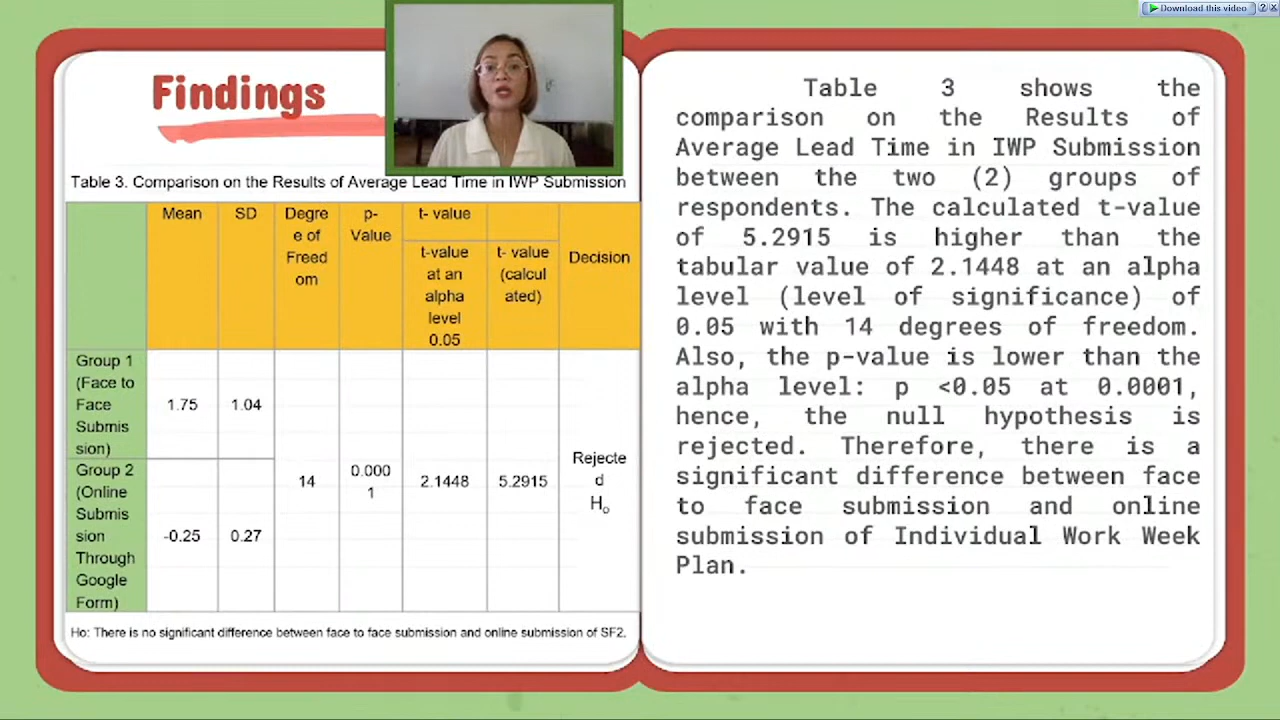 Download this video
Findings
Table 3. Comparison on the Results of Average Lead Time in IWP Submission
Mean SD Degre p- t- value
e of Value
Freed t-value t- value Decision
om at an (calcul
alpha ated)
level
0.05
Group 1
(Face to
Face 1.75 1.04
Submis
sion)
Group 2
(Online
Submis
sion
Through
Google
Form)
-0.25 0.27
14
0.000
1
2.1448
5.2915
Rejecte
d
Ho
Ho: There is no significant difference between face to face submission and online submission of SF2.
Table 3 shows the
comparison on the Results of
Average Lead Time in IWP Submission
between the two (2) groups of
respondents. The calculated t-value
of 5.2915 is higher than the
tabular value of 2.1448 at an alpha
level (level of significance) of
0.05 with 14 degrees of freedom.
Also, the p-value is lower than the
alpha level: p <0.05 at 0.0001,
hence, the null hypothesis is
rejected. Therefore, there is a
significant difference between face
to face submission and online
submission of Individual Work Week
Plan.